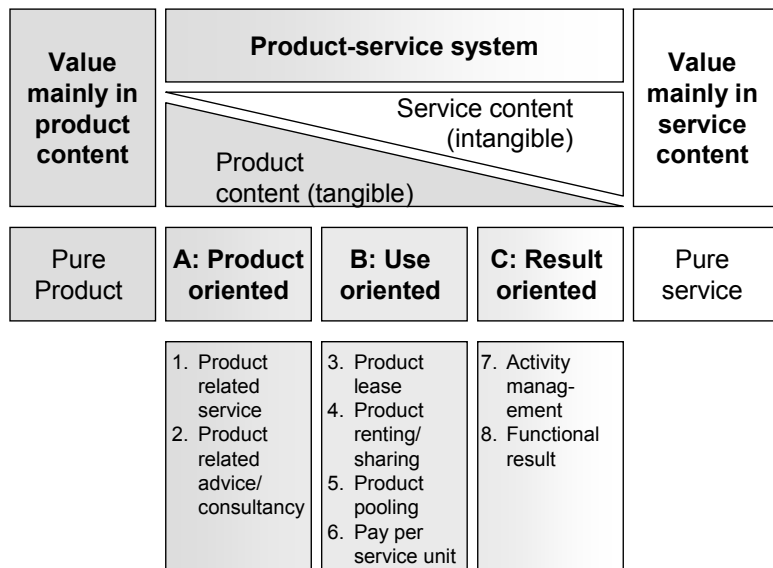 Value
mainly in
product
content
Product-service system
Service content
(intangible)
Product
content (tangible)
Value
mainly in
service
content
Pure
Product
A: Product
oriented
B: Use
oriented
C: Result
oriented
Pure
service
1. Product
related
service
2. Product
related
advice/
consultancy
3. Product
lease
4. Product
renting/
sharing
5. Product
pooling
6. Pay per
service unit
7. Activity
manag-
ement
8. Functional
result